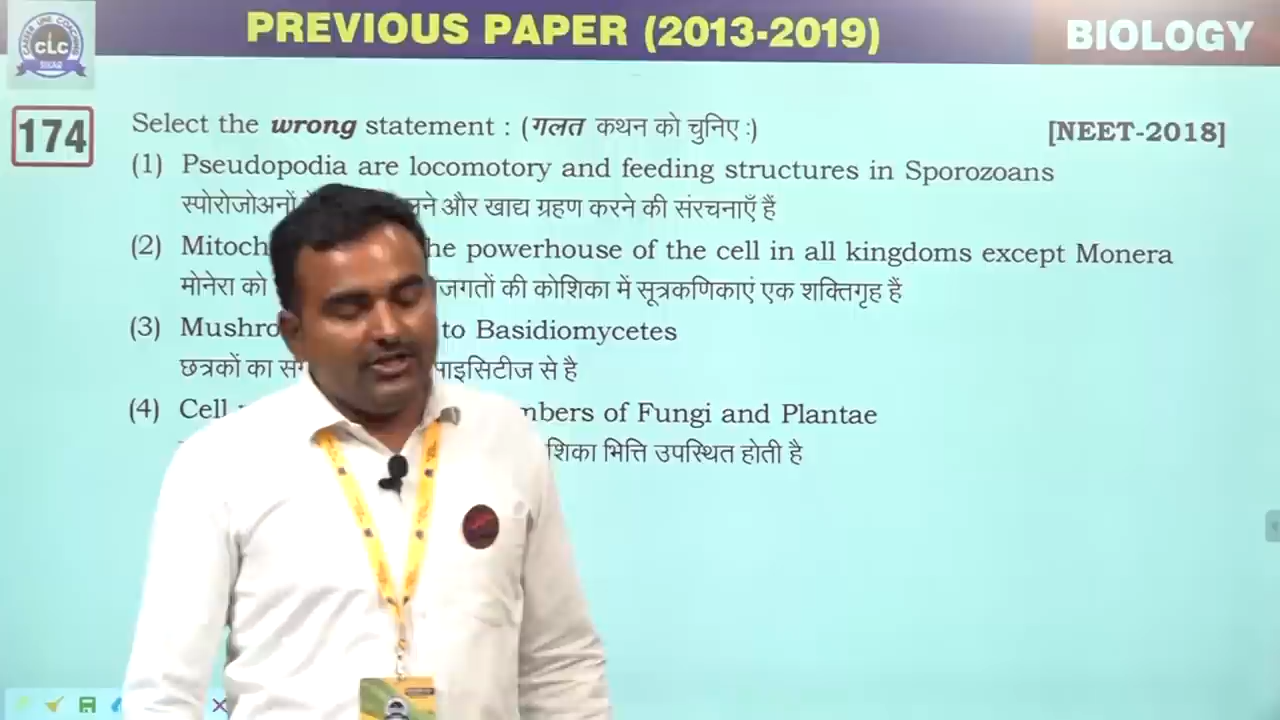 PREVIOUS PAPER (2013-2019)
BIOLOGY
CLC
SIKAR
174
Select the wrong statement : (गलत कथन को चुनिए :)
[NEET-2018]
(1) Pseudopodia are locomotory and feeding structures in Sporozoans
स्पोरोजोअनों और खाद्य ग्रहण करने की संरचनाएँ हैं
(2) Mitoch he powerhouse of the cell in all kingdoms except Monera
मोनेरा को जगतों की कोशिका में सूत्रकणिकाएं एक शक्तिगृह हैं
(3) Mushro to Basidiomycetes
छत्रकों का से है
(4) Cell mbers of Fungi and Plantae
भित्ति उपस्थित होती है